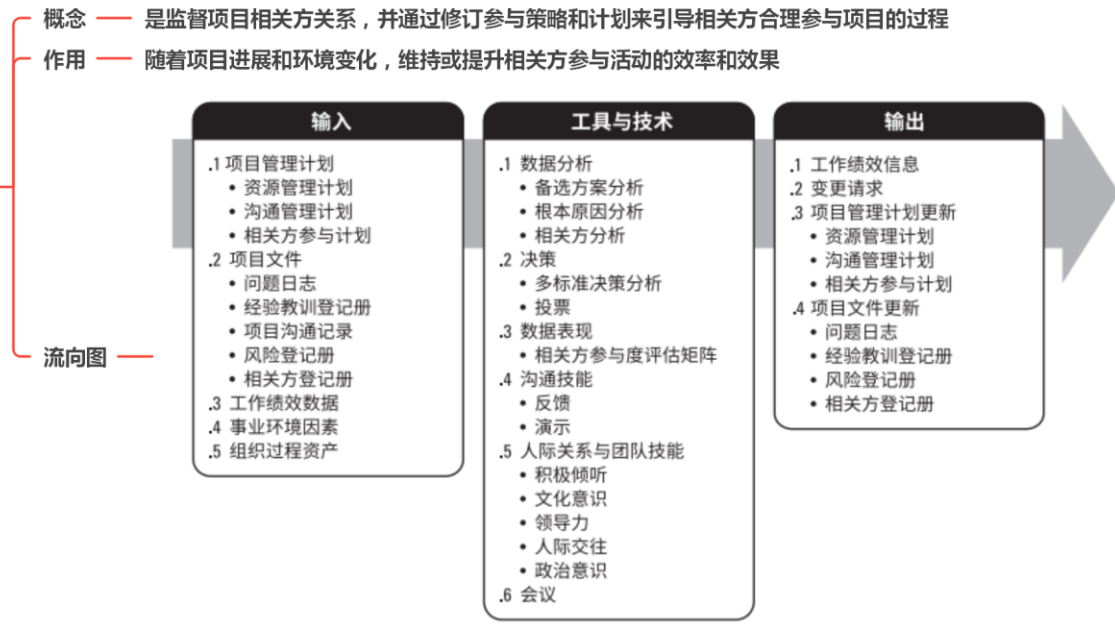 概念
是监督项目相关方关系，并通过修订参与策略和计划来引导相关方合理参与项目的过程
作用
随着项目进展和环境变化，维持或提升相关方参与活动的效率和效果
流向图
输入
.1 项目管理计划
• 资源管理计划
• 沟通管理计划
• 相关方参与计划
.2 项目文件
• 问题日志
• 经验教训登记册
• 项目沟通记录
• 风险登记册
• 相关方登记册
.3 工作绩效数据
.4 事业环境因素
.5 组织过程资产
工具与技术
.1 数据分析
• 备选方案分析
• 根本原因分析
• 相关方分析
.2 决策
• 多标准决策分析
• 投票
.3 数据表现
• 相关方参与度评估矩阵
.4 沟通技能
• 反馈
• 演示
.5 人际关系与团队技能
• 积极倾听
• 文化意识
• 领导力
• 人际交往
• 政治意识
.6 会议
输出
.1 工作绩效信息
.2 变更请求
.3 项目管理计划更新
• 资源管理计划
• 沟通管理计划
• 相关方参与计划
.4 项目文件更新
• 问题日志
• 经验教训登记册
• 风险登记册
• 相关方登记册